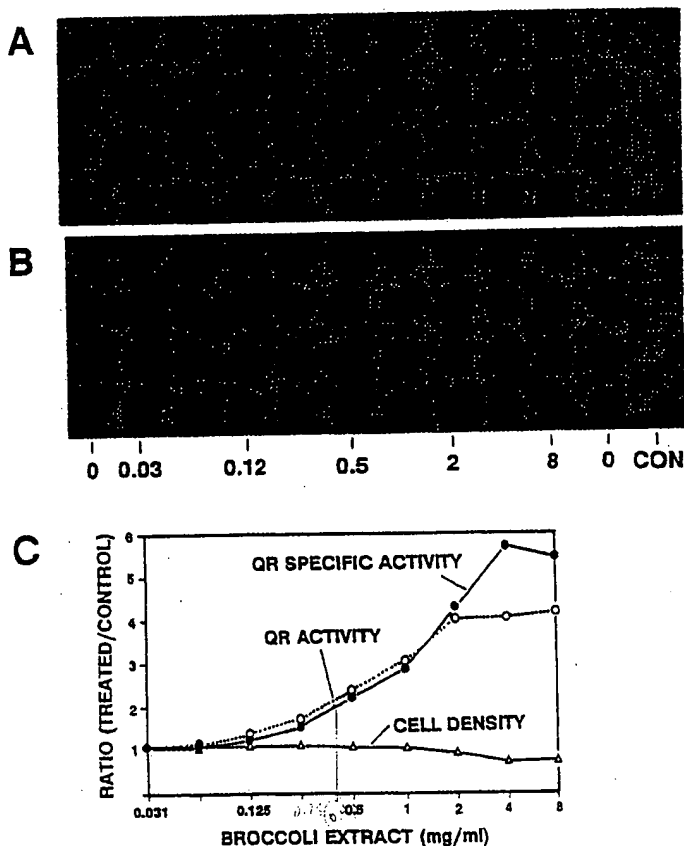 A
B
0 0.03 0.12 0.5 2 8 0 CON
C
RATIO (TREATED/CONTROL)
6
5
4
3
2
1
QR SPECIFIC ACTIVITY
QR ACTIVITY
CELL DENSITY
0.031 0.125 0.5 1 2 4 8
BROCCOLI EXTRACT (mg/ml)